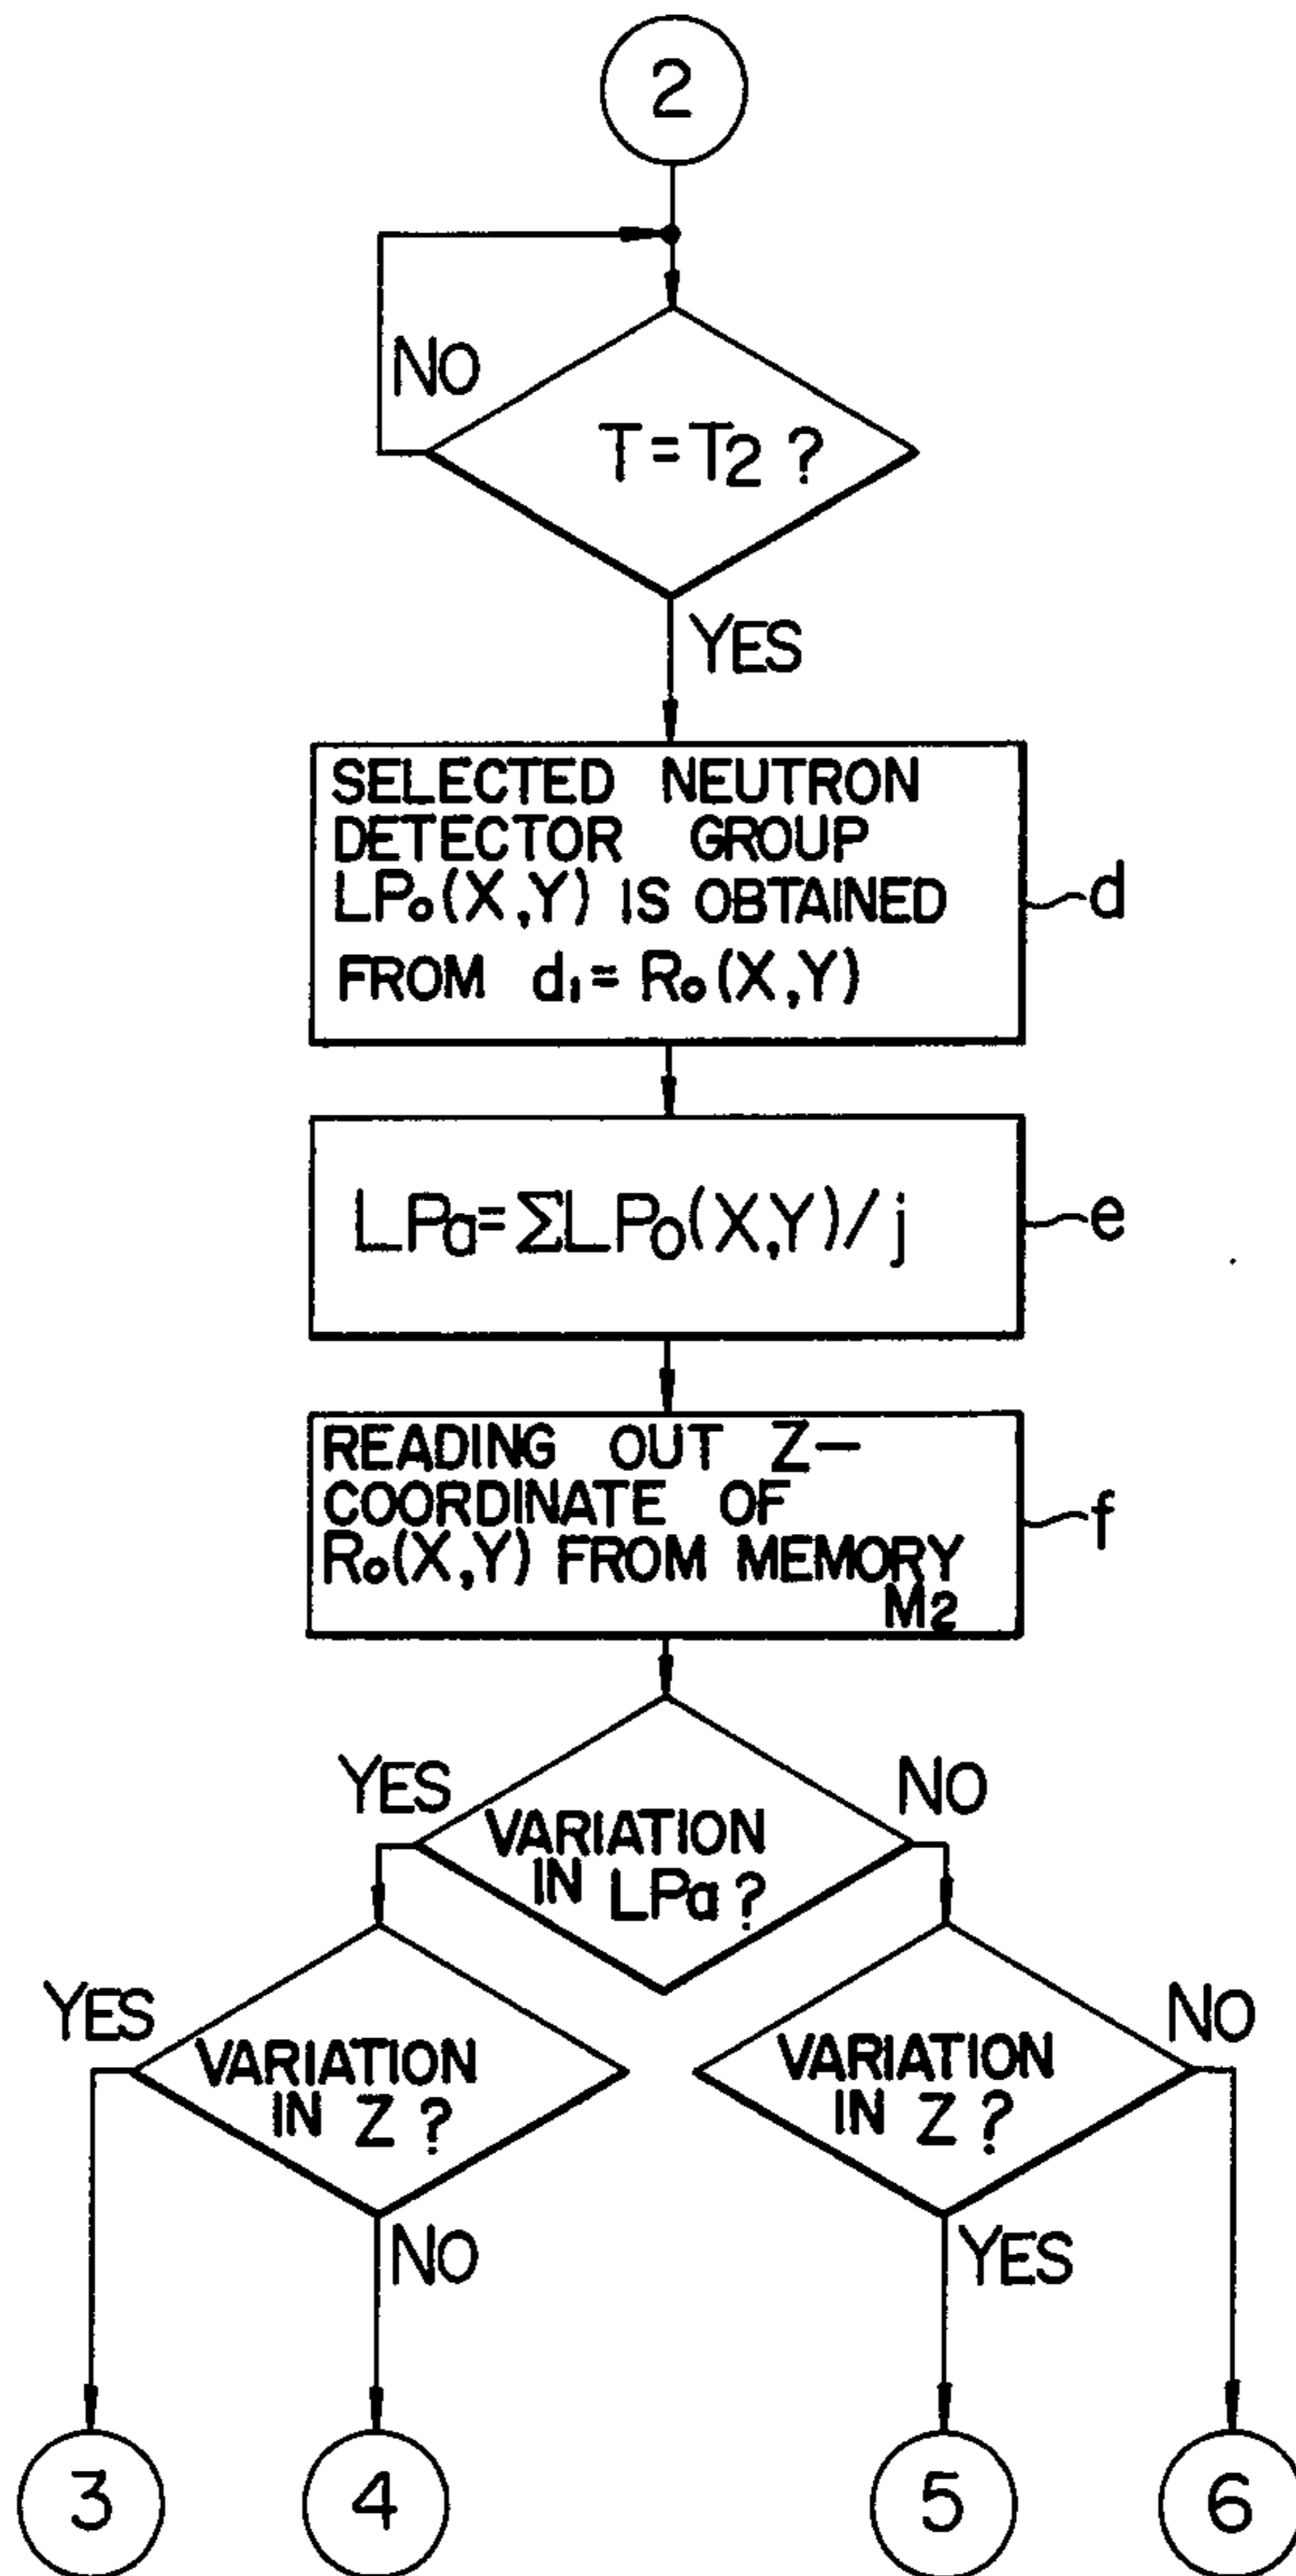 2
NO
T=T2?
YES
SELECTED NEUTRON
DETECTOR GROUP
LPo(X,Y) IS OBTAINED
FROM d1=Ro(X,Y)
d
LPa=ΣLPo(X,Y)/j
e
READING OUT Z-
COORDINATE OF
Ro(X,Y) FROM MEMORY
M2
f
YES
NO
VARIATION
IN LPa?
YES
VARIATION
IN Z?
NO
VARIATION
IN Z?
NO
YES
3
4
5
6